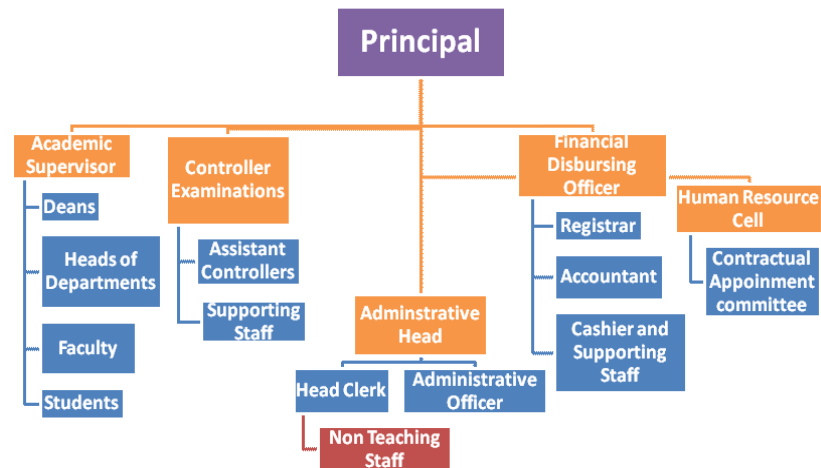 Principal
Academic
Supervisor
Deans
Heads of
Departments
Faculty
Students
Controller
Examinations
Assistant
Controllers
Supporting
Staff
Adminstrative
Head
Head Clerk
Non Teaching
Staff
Administrative
Officer
Financial
Disbursing
Officer
Registrar
Accountant
Cashier and
Supporting
Staff
Human Resource
Cell
Contractual
Appoinment
committee